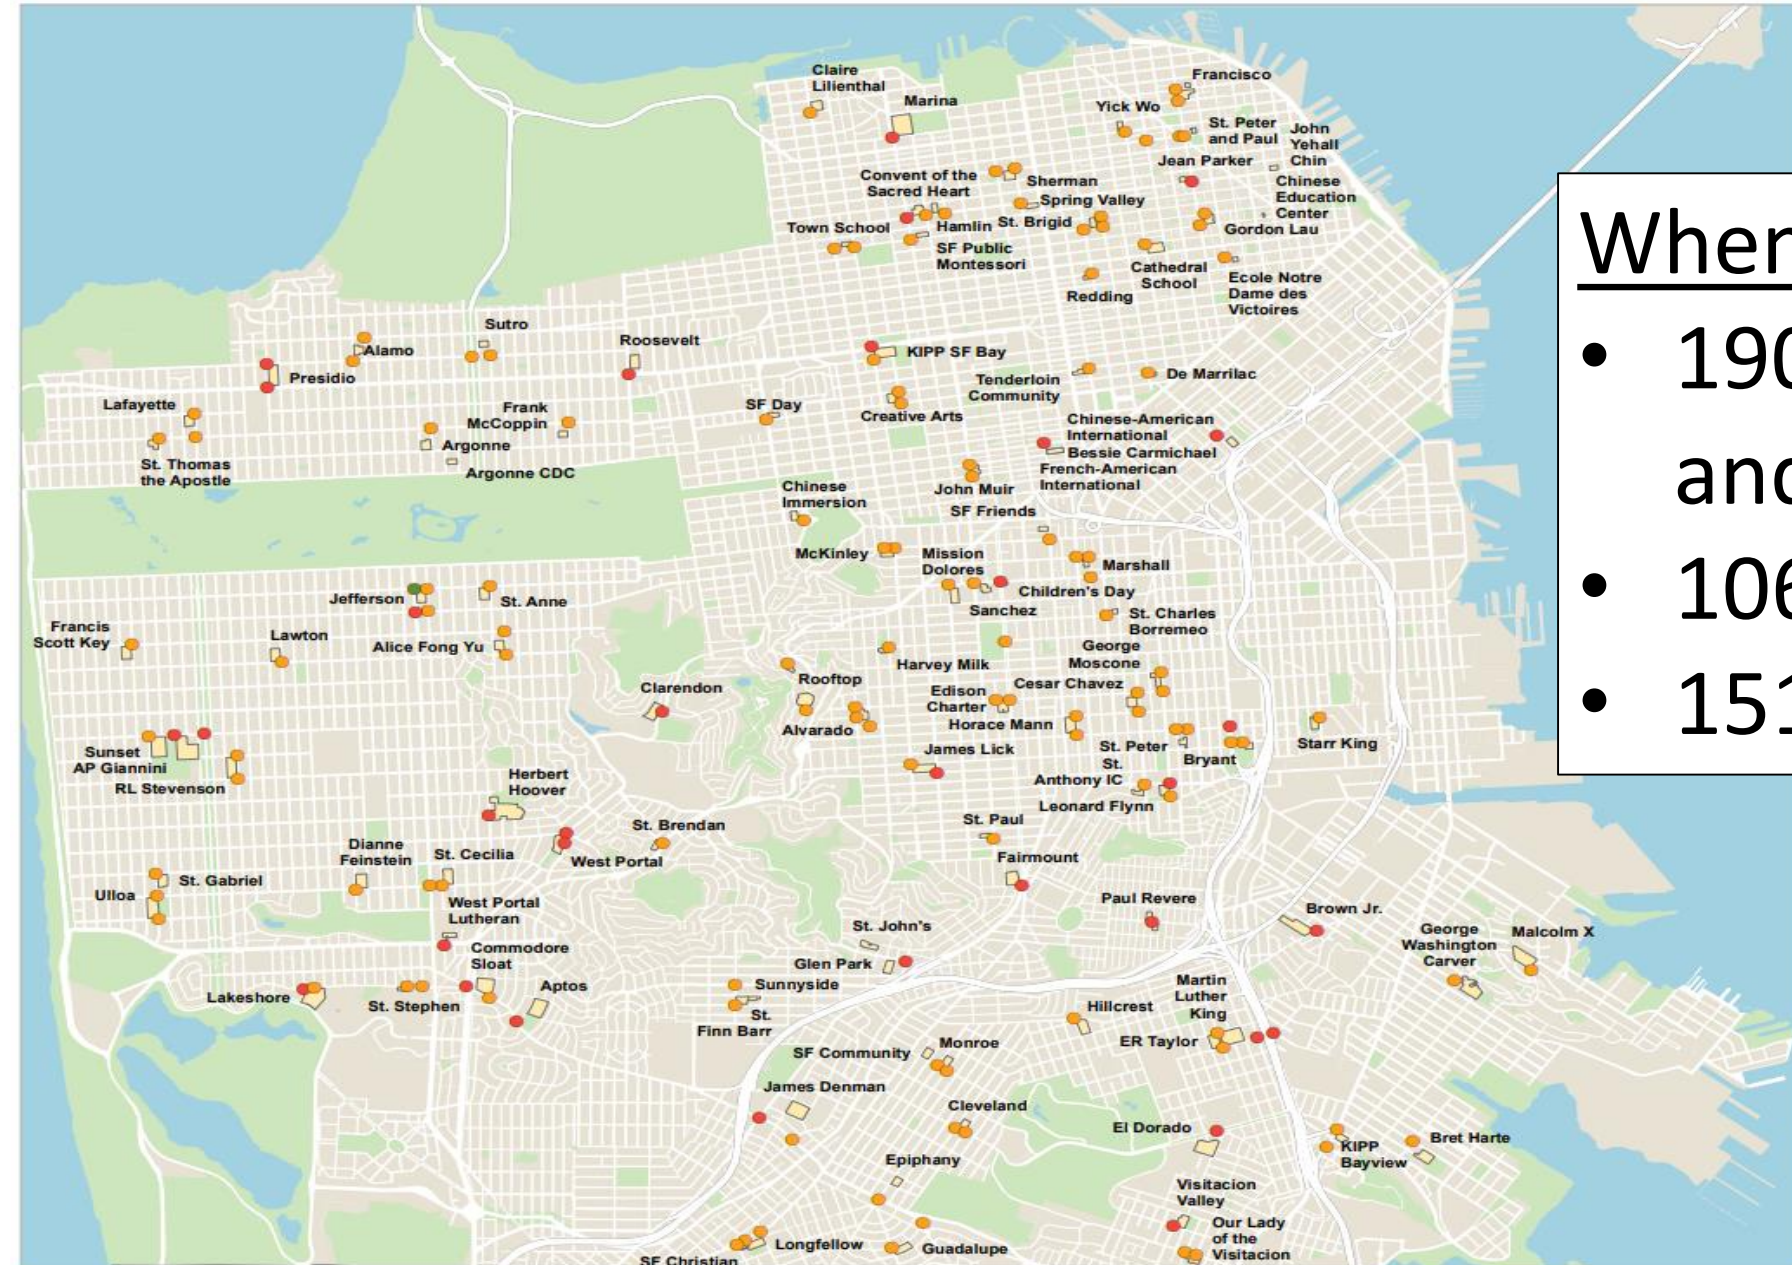 Claire
Lilienthal
Marina
Francisco
Yick Wo
St. Peter
and Paul
John
Yehall
Chin
Jean Parker
Chinese
Education
Center
Convent of the
Sacred Heart
Sherman
Spring Valley
Town School
Hamlin
St. Brigid
Gordon Lau
SF Public
Montessori
Cathedral
School
Redding
Ecole Notre
Dame des
Victoires
Sutro
Alamo
Roosevelt
Presidio
KIPP SF Bay
Tenderloin
Community
De Marrilac
Lafayette
Frank
McCoppin
SF Day
Creative Arts
Argonne
Argonne CDC
St. Thomas
the Apostle
Chinese-American
International
Bessie Carmichael
French-American
International
John Muir
Chinese
Immersion
SF Friends
McKinley
Mission
Dolores
Marshall
Children's Day
Sanchez
Jefferson
St. Anne
St. Charles
Borremeo
Francis
Scott Key
Lawton
Alice Fong Yu
George
Moscone
Harvey Milk
Rooftop
Clarendon
Edison
Charter
Cesar Chavez
Horace Mann
Alvarado
James Lick
St. Peter
Bryant
Starr King
St.
Anthony IC
Leonard Flynn
Sunset
AP Giannini
RL Stevenson
Herbert
Hoover
St. Brendan
St. Paul
West Portal
Dianne
Feinstein
St. Cecilia
Fairmount
St. Gabriel
Ulloa
West Portal
Lutheran
Paul Revere
Brown Jr.
George
Washington
Carver
Malcolm X
St. John's
Commodore
Sloat
Glen Park
Aptos
Sunnyside
Lakeshore
St. Stephen
St.
Finn Barr
Martin
Luther
King
Hillcrest
ER Taylor
SF Community
Monroe
James Denman
Cleveland
El Dorado
KIPP
Bayview
Bret Harte
Epiphany
Visitacion
Valley
Our Lady
of the
Visitacion
Longfellow
Guadalupe
SF Christian
When
• 190
and
• 106
• 151